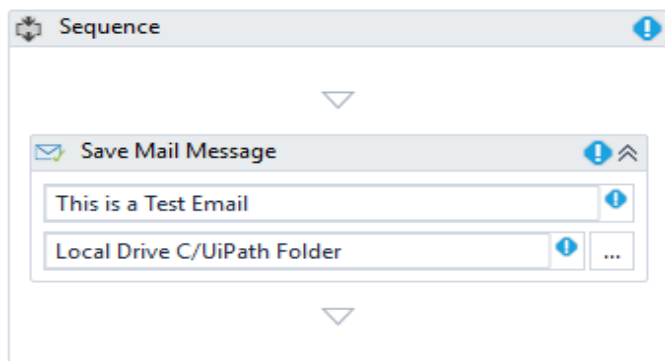 Sequence
Save Mail Message
This is a Test Email
Local Drive C/UiPath Folder
...